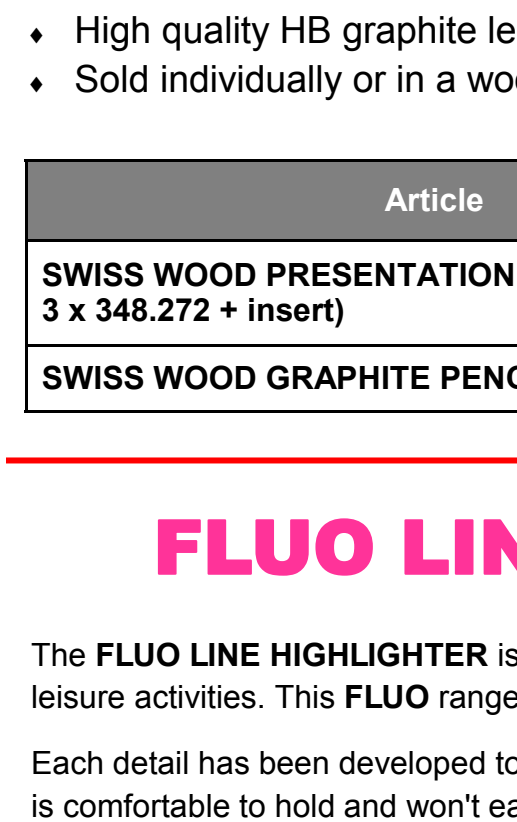 ♦ High quality HB graphite le
♦ Sold individually or in a woo
Article
SWISS WOOD PRESENTATION
3 x 348.272 + insert)
SWISS WOOD GRAPHITE PENC
FLUO LIN
The FLUO LINE HIGHLIGHTER is
leisure activities. This FLUO range
Each detail has been developed to
is comfortable to hold and won't ea